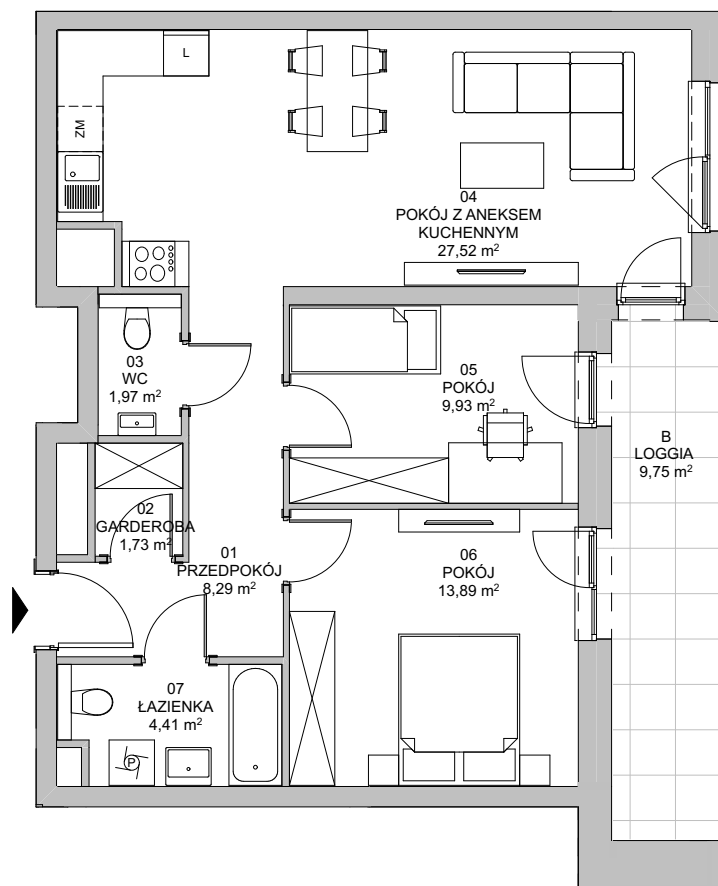 L
ZM
04
POKÓJ Z ANEKSEM
KUCHENNYM
27,52 m²
03
WC
1,97 m²
05
POKÓJ
9,93 m²
B
LOGGIA
9,75 m²
02
GARDEROBA
1,73 m²
01
PRZEDPOKÓJ
8,29 m²
06
POKÓJ
13,89 m²
07
ŁAZIENKA
4,41 m²
P